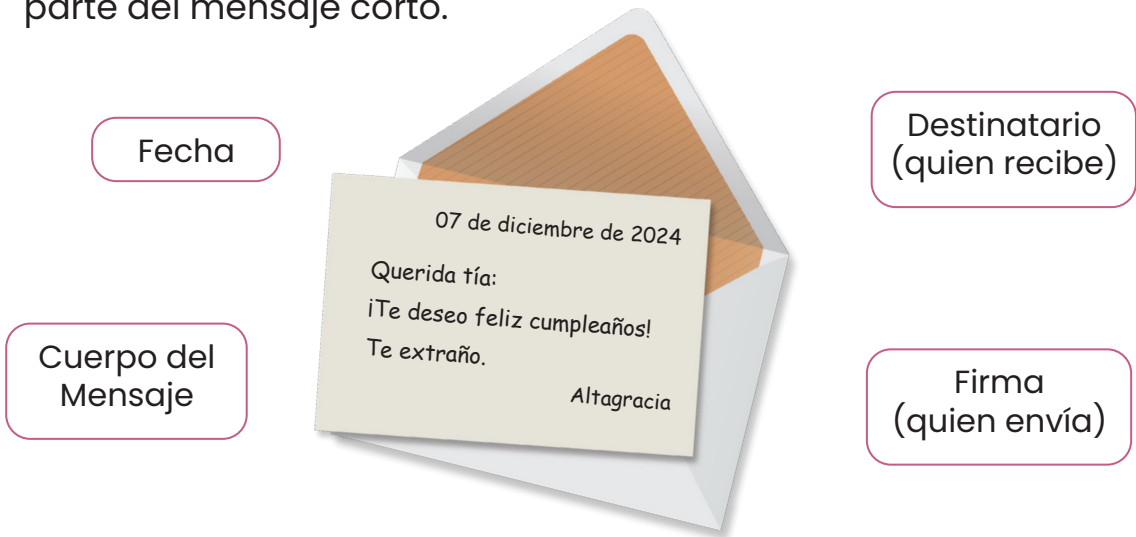 parte del mensaje corto.
Fecha
Destinatario
(quien recibe)
07 de diciembre de 2024
Querida tía:
¡Te deseo feliz cumpleaños!
Te extraño.
Altagracia
Cuerpo del
Mensaje
Firma
(quien envía)